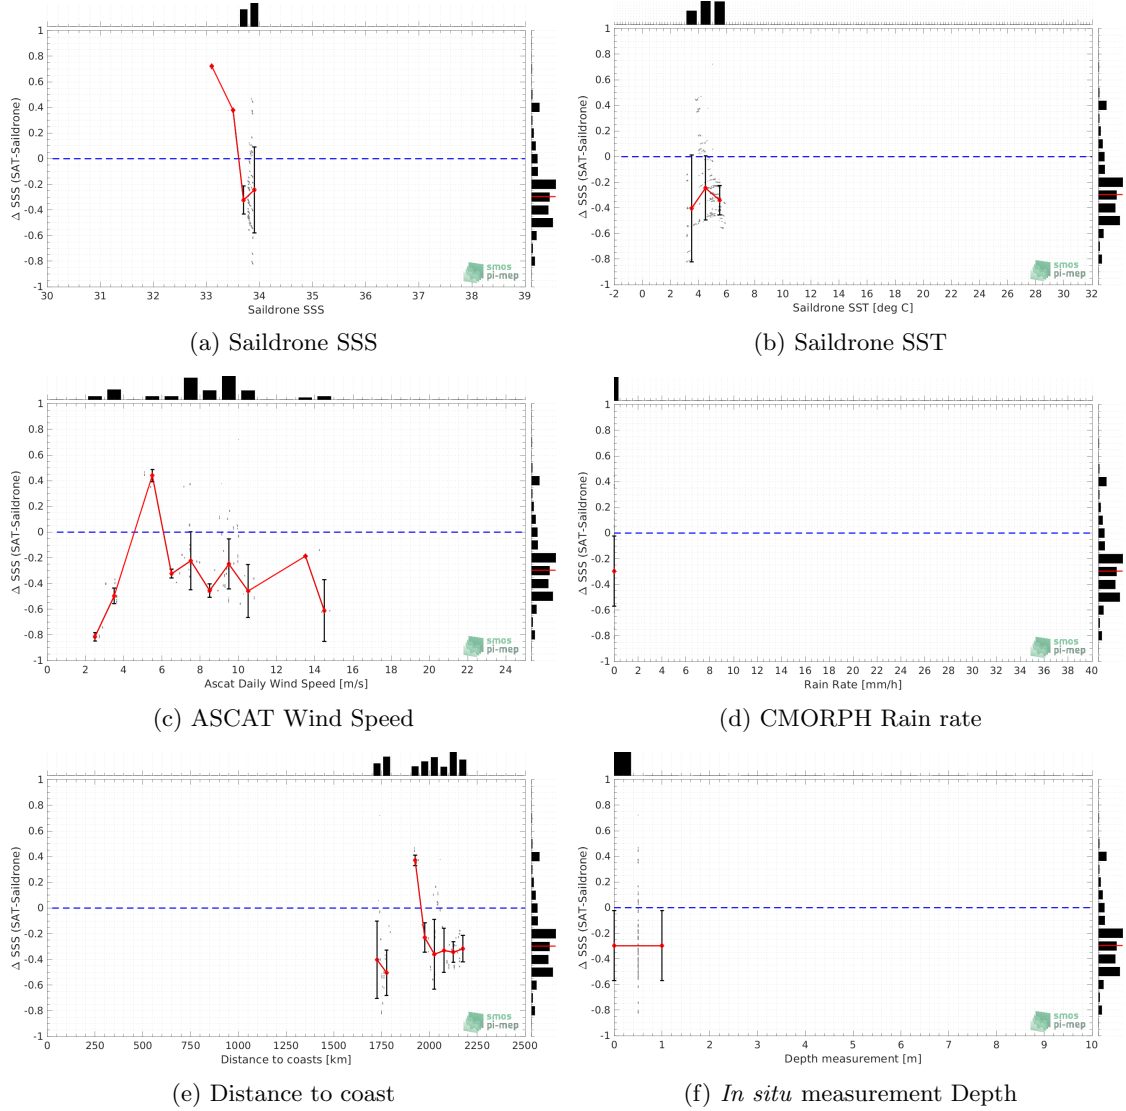 1
0.8
0.6
0.4
0.2
0
-0.2
-0.4
-0.6
-0.8
-1
Δ SSS (SAT-Saildrone)
30 31 32 33 34 35 36 37 38 39
Saildrone SSS
smos
pi-mep
(a) Saildrone SSS
1
0.8
0.6
0.4
0.2
0
-0.2
-0.4
-0.6
-0.8
-1
Δ SSS (SAT-Saildrone)
-2 0 2 4 6 8 10 12 14 16 18 20 22 24 26 28 30 32
Saildrone SST [deg C]
smos
pi-mep
(b) Saildrone SST
1
0.8
0.6
0.4
0.2
0
-0.2
-0.4
-0.6
-0.8
-1
Δ SSS (SAT-Saildrone)
0 2 4 6 8 10 12 14 16 18 20 22 24
Ascat Daily Wind Speed [m/s]
smos
pi-mep
(c) ASCAT Wind Speed
1
0.8
0.6
0.4
0.2
0
-0.2
-0.4
-0.6
-0.8
-1
Δ SSS (SAT-Saildrone)
0 2 4 6 8 10 12 14 16 18 20 22 24 26 28 30 32 34 36 38 40
Rain Rate [mm/h]
smos
pi-mep
(d) CMORPH Rain rate
1
0.8
0.6
0.4
0.2
0
-0.2
-0.4
-0.6
-0.8
-1
Δ SSS (SAT-Saildrone)
0 250 500 750 1000 1250 1500 1750 2000 2250 2500
Distance to coasts [km]
smos
pi-mep
(e) Distance to coast
1
0.8
0.6
0.4
0.2
0
-0.2
-0.4
-0.6
-0.8
-1
Δ SSS (SAT-Saildrone)
0 1 2 3 4 5 6 7 8 9 10
Depth measurement [m]
smos
pi-mep
(f) In situ measurement Depth